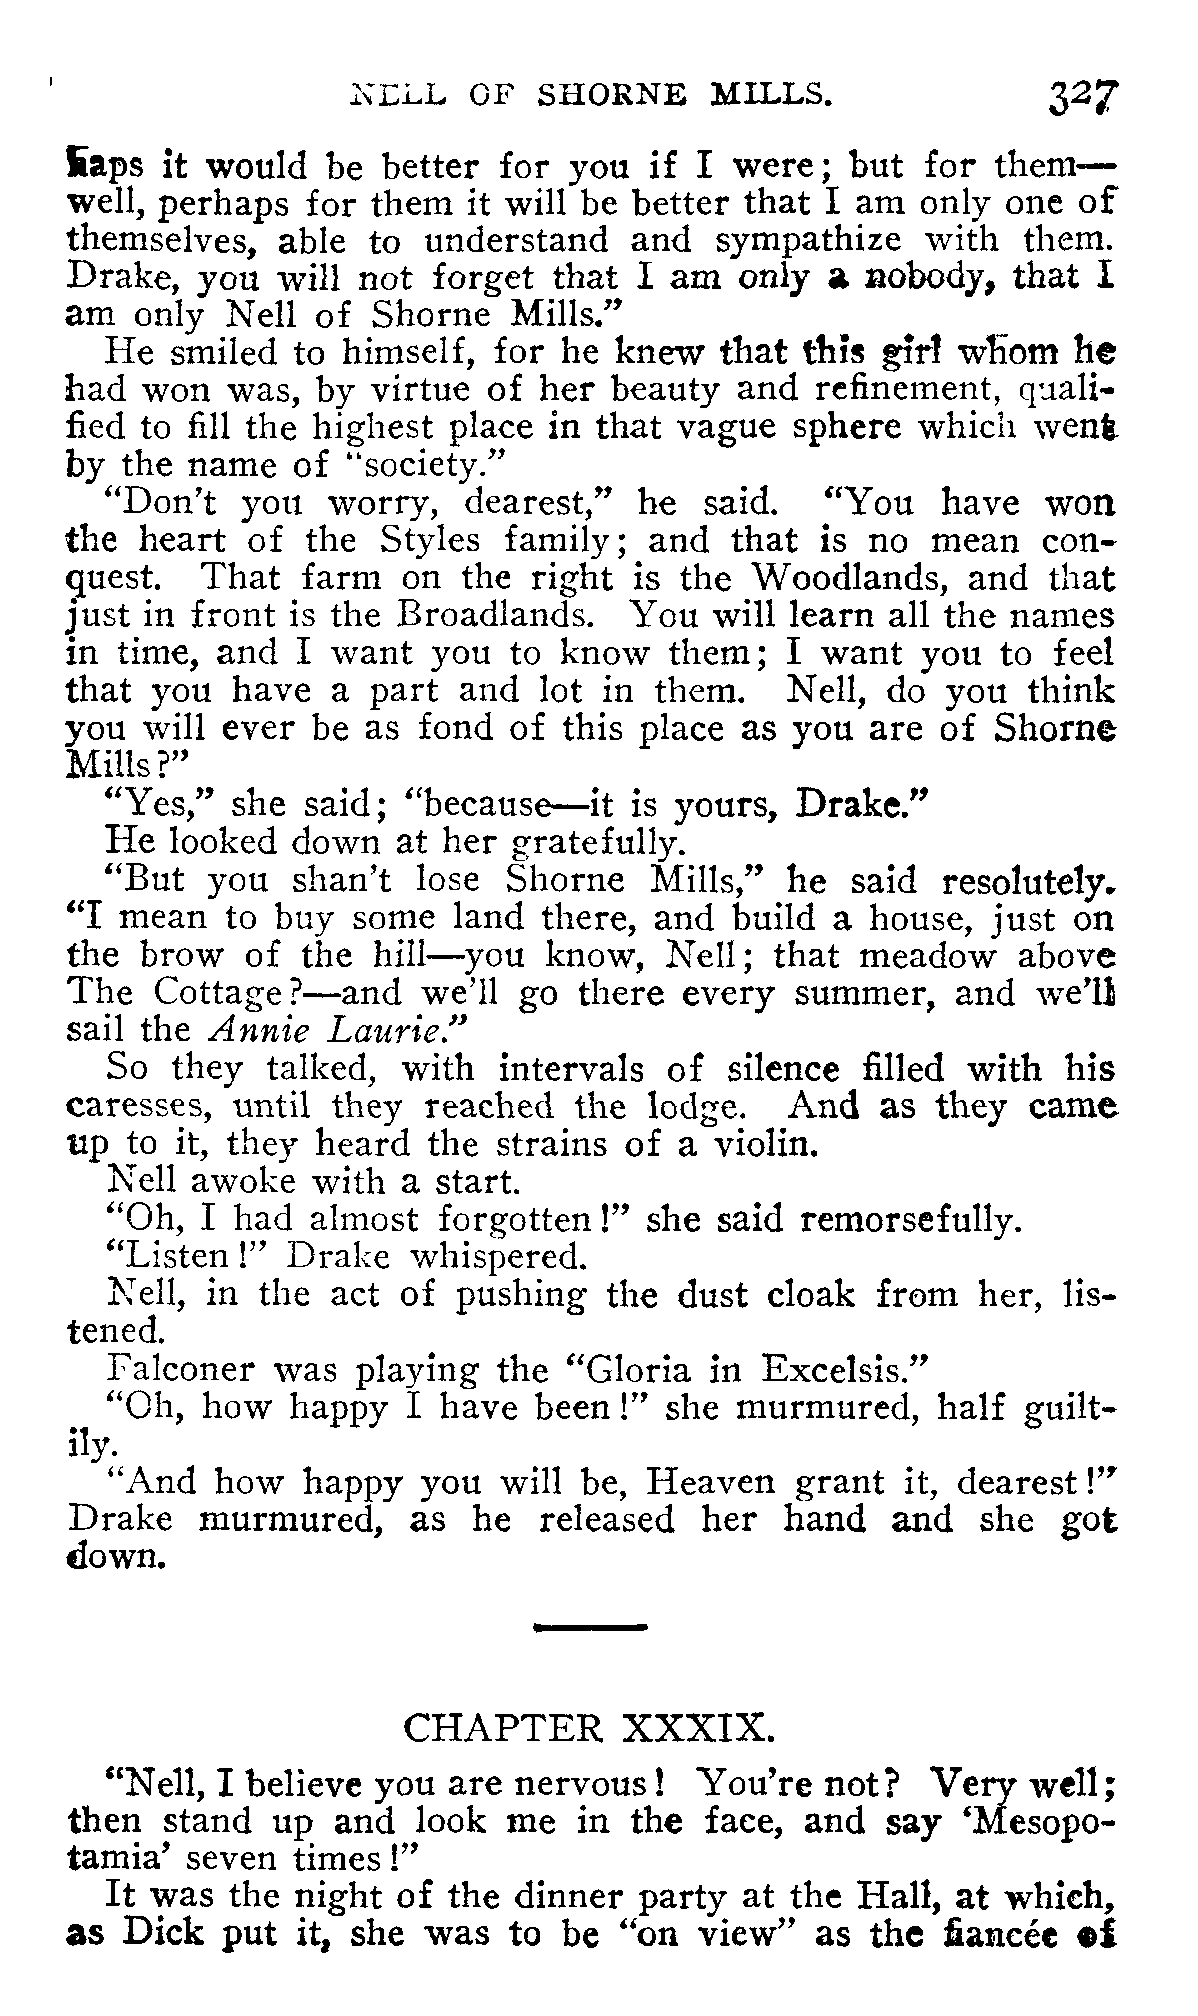 NELL OF SHORNE MILLS. 327
haps it would be better for you if I were; but for them—
well, perhaps for them it will be better that I am only one of
themselves, able to understand and sympathize with them.
Drake, you will not forget that I am only a nobody, that I
am only Nell of Shorne Mills.”
He smiled to himself, for he knew that this girl whom he
had won was, by virtue of her beauty and refinement, quali-
fied to fill the highest place in that vague sphere which went
by the name of “society.”
“Don’t you worry, dearest,” he said. “You have won
the heart of the Styles family; and that is no mean con-
quest. That farm on the right is the Woodlands, and that
just in front is the Broadlands. You will learn all the names
in time, and I want you to know them; I want you to feel
that you have a part and lot in them. Nell, do you think
you will ever be as fond of this place as you are of Shorne
Mills?”
“Yes,” she said; “because—it is yours, Drake.”
He looked down at her gratefully.
“But you shan’t lose Shorne Mills,” he said resolutely.
“I mean to buy some land there, and build a house, just on
the brow of the hill—you know, Nell; that meadow above
The Cottage?—and we’ll go there every summer, and we’ll
sail the Annie Laurie.”
So they talked, with intervals of silence filled with his
caresses, until they reached the lodge. And as they came
up to it, they heard the strains of a violin.
Nell awoke with a start.
“Oh, I had almost forgotten!” she said remorsefully.
“Listen!” Drake whispered.
Nell, in the act of pushing the dust cloak from her, lis-
tened.
Falconer was playing the “Gloria in Excelsis.”
“Oh, how happy I have been!” she murmured, half guilt-
ily.
“And how happy you will be, Heaven grant it, dearest!”
Drake murmured, as he released her hand and she got
down.
CHAPTER XXXIX.
“Nell, I believe you are nervous! You’re not? Very well;
then stand up and look me in the face, and say ‘Mesopo-
tamia’ seven times!”
It was the night of the dinner party at the Hall, at which,
as Dick put it, she was to be “on view” as the fiancée of